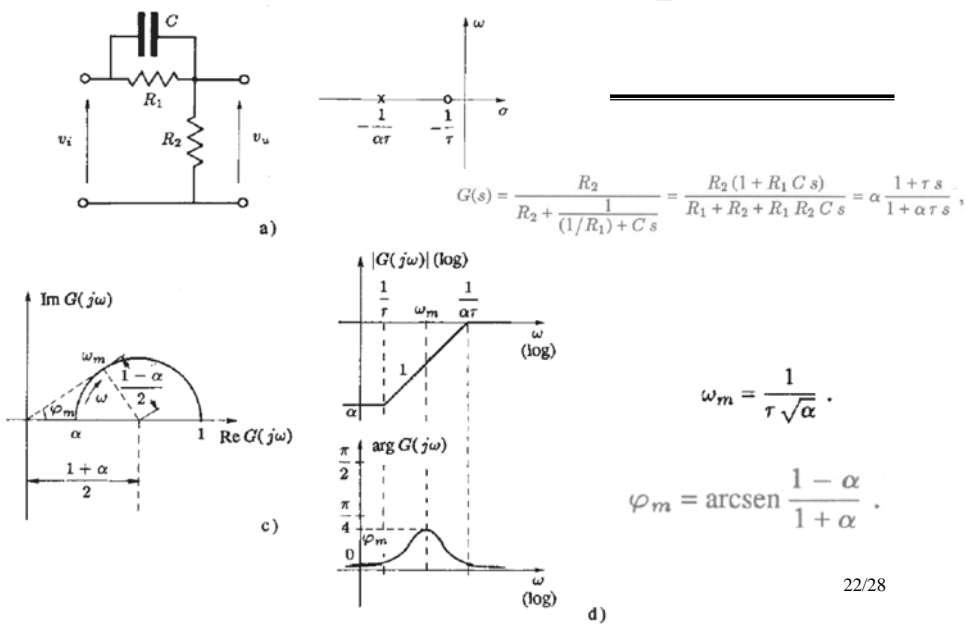 C
R₁
R₂
vᵢ
vᵤ
a)
ω
σ
−1/ατ
−1/τ
G(s) = R₂ / (R₂ + 1/((1/R₁) + C s)) = R₂ (1 + R₁ C s) / (R₁ + R₂ + R₁ R₂ C s) = α (1 + τ s)/(1 + α τ s) ,
Im G(jω)
ωₘ
(1 − α)/2
ω
φₘ
α
1
Re G(jω)
(1 + α)/2
c)
|G(jω)| (log)
1/τ
ωₘ
1/ατ
ω
(log)
1
α
arg G(jω)
π/2
π/4
φₘ
0
ω
(log)
d)
ωₘ = 1/(τ √α) .
φₘ = arcsen (1 − α)/(1 + α) .
22/28